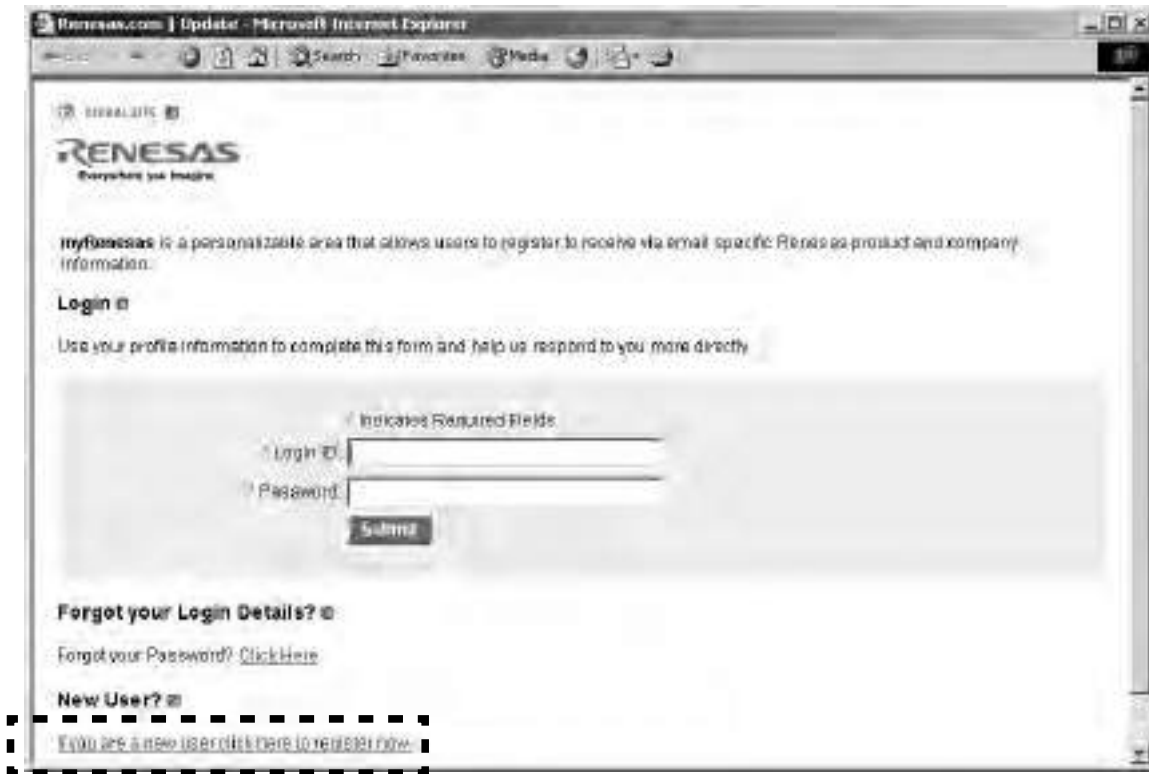 Renesas.com | Update - Microsoft Internet Explorer
Search Favorites Media
RENESAS
Everywhere you imagine.
myRenesas is a personalizable area that allows users to register to receive via email specific Renesas product and company
information.
Login
Use your profile information to complete this form and help us respond to you more directly
* Indicates Required Fields
* Login ID:
* Password:
Submit
Forgot your Login Details?
Forgot your Password? Click Here
New User?
If you are a new user click here to register now.